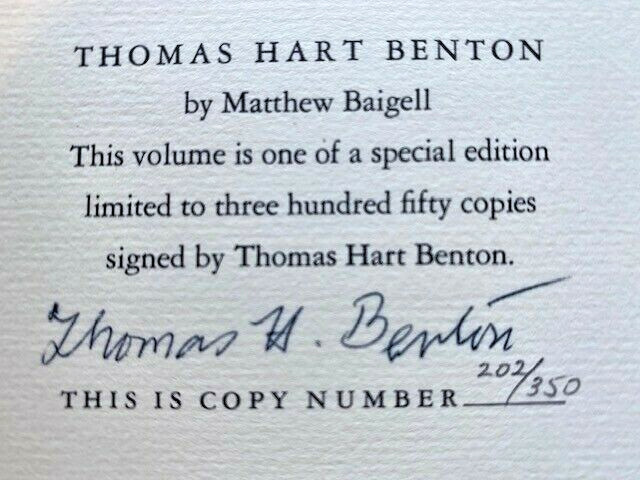 THOMAS HART BENTON
by Matthew Baigell
This volume is one of a special edition
limited to three hundred fifty copies
signed by Thomas Hart Benton.
Thomas H. Benton
THIS IS COPY NUMBER 202/350